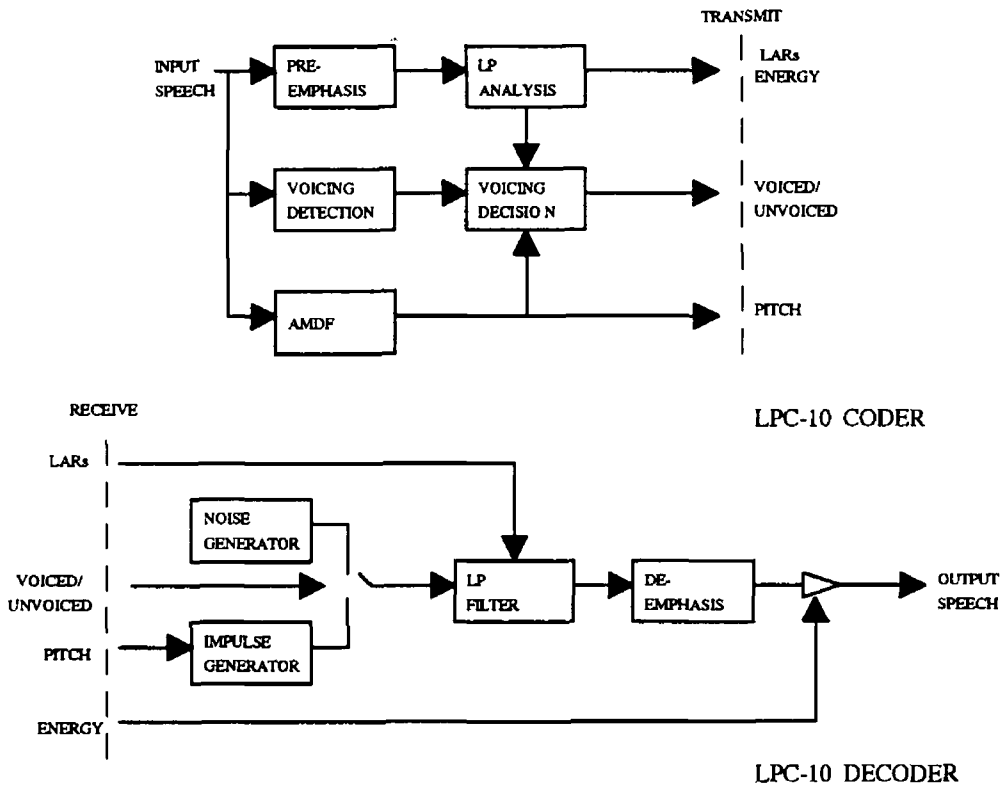 TRANSMIT
INPUT
SPEECH
PRE-
EMPHASIS
LP
ANALYSIS
LARs
ENERGY
VOICING
DETECTION
VOICING
DECISIO N
VOICED/
UNVOICED
AMDF
PITCH
LPC-10 CODER
RECEIVE
LARs
NOISE
GENERATOR
VOICED/
UNVOICED
LP
FILTER
DE-
EMPHASIS
OUTPUT
SPEECH
PITCH
IMPULSE
GENERATOR
ENERGY
LPC-10 DECODER